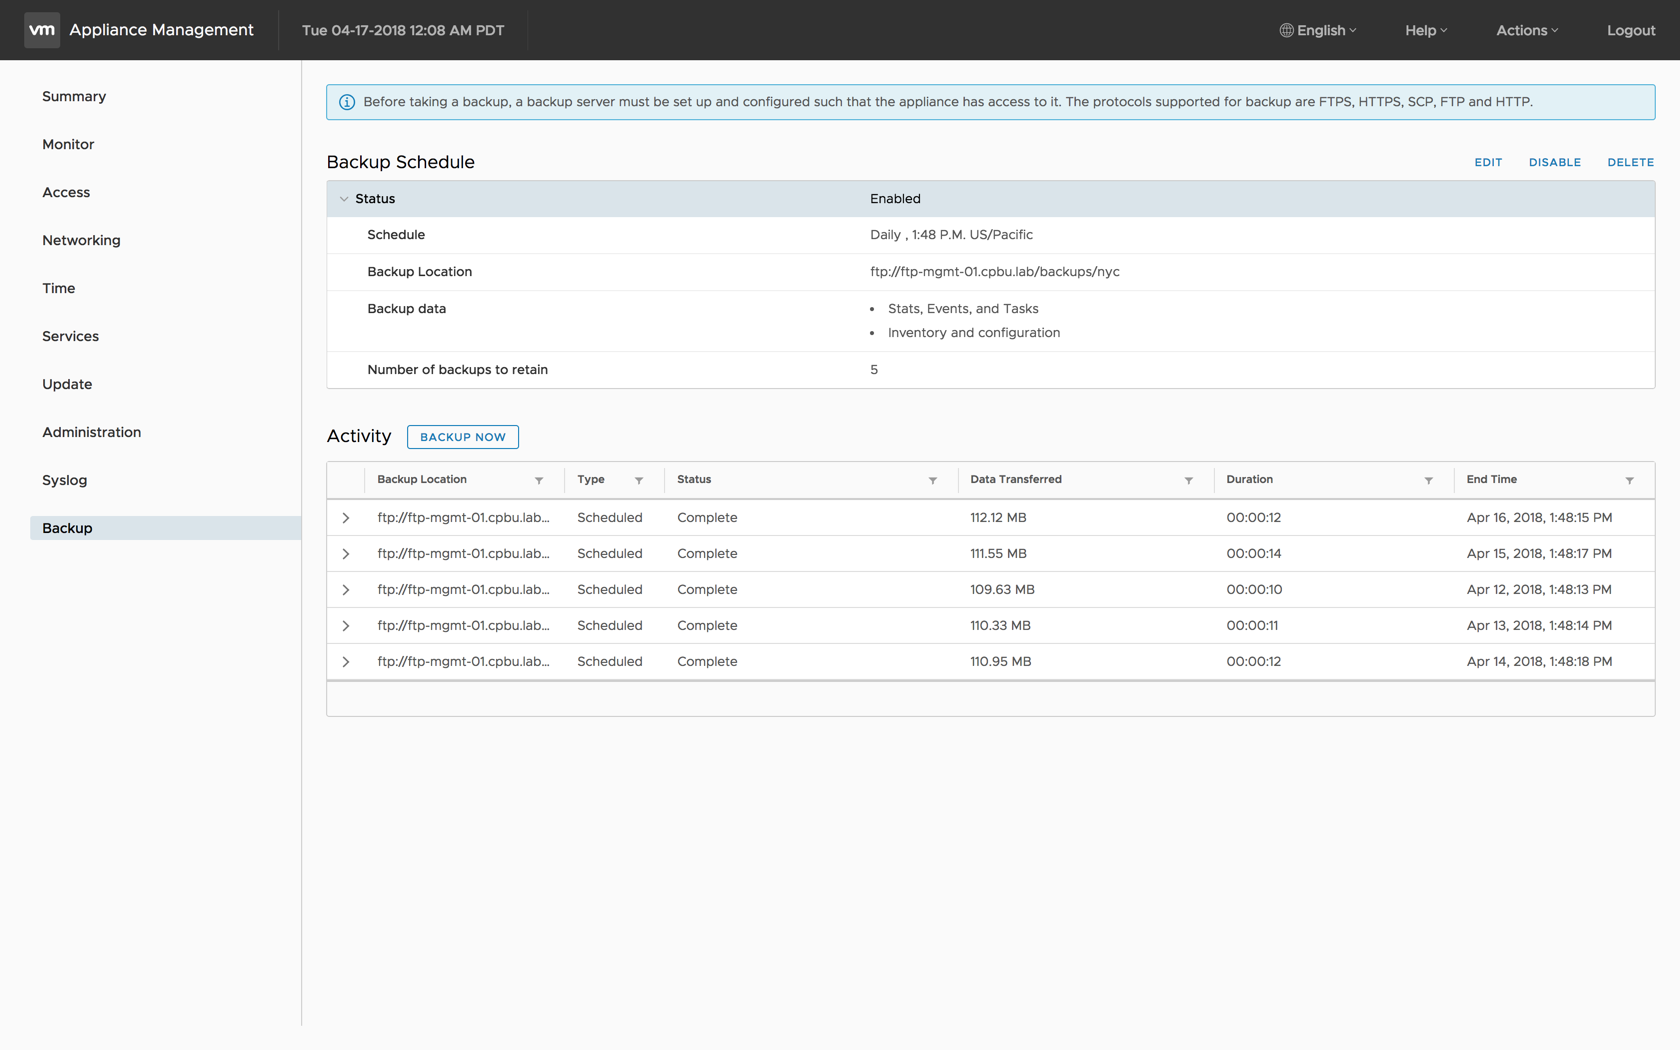 vm Appliance Management Tue 04-17-2018 12:08 AM PDT English Help Actions Logout
Summary
Monitor
Access
Networking
Time
Services
Update
Administration
Syslog
Backup
Before taking a backup, a backup server must be set up and configured such that the appliance has access to it. The protocols supported for backup are FTPS, HTTPS, SCP, FTP and HTTP.
Backup Schedule EDIT DISABLE DELETE
Status Enabled
Schedule Daily , 1:48 P.M. US/Pacific
Backup Location ftp://ftp-mgmt-01.cpbu.lab/backups/nyc
Backup data • Stats, Events, and Tasks
• Inventory and configuration
Number of backups to retain 5
Activity BACKUP NOW
Backup Location Type Status Data Transferred Duration End Time
ftp://ftp-mgmt-01.cpbu.lab... Scheduled Complete 112.12 MB 00:00:12 Apr 16, 2018, 1:48:15 PM
ftp://ftp-mgmt-01.cpbu.lab... Scheduled Complete 111.55 MB 00:00:14 Apr 15, 2018, 1:48:17 PM
ftp://ftp-mgmt-01.cpbu.lab... Scheduled Complete 109.63 MB 00:00:10 Apr 12, 2018, 1:48:13 PM
ftp://ftp-mgmt-01.cpbu.lab... Scheduled Complete 110.33 MB 00:00:11 Apr 13, 2018, 1:48:14 PM
ftp://ftp-mgmt-01.cpbu.lab... Scheduled Complete 110.95 MB 00:00:12 Apr 14, 2018, 1:48:18 PM